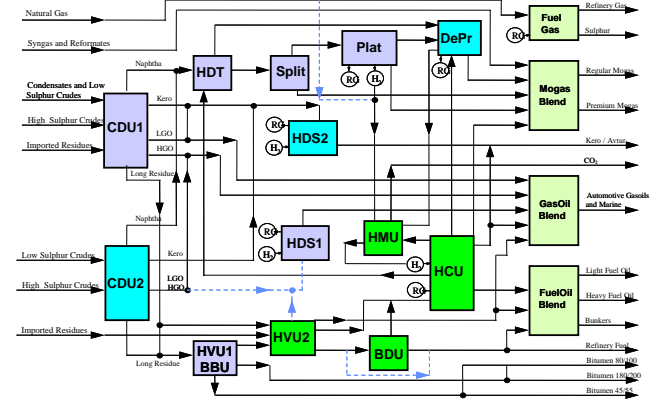 Natural Gas
Syngas and Reformates
Condensates and Low
Sulphur Crudes
High Sulphur Crudes
Imported Residues
Low Sulphur Crudes
High Sulphur Crudes
Imported Residues
Naphtha
Kero
LGO
HGO
Long Residue
Naphtha
Kero
LGO
HGO
Long Residue
CDU1
CDU2
HDT
Split
Plat
DePr
RG
H2
RG
RG
HDS2
H2
RG
HDS1
H2
HMU
HCU
H2
RG
HVU2
HVU1
BBU
BDU
RG
Fuel
Gas
Mogas
Blend
GasOil
Blend
FuelOil
Blend
Refinery Gas
Sulphur
Regular Mogas
Premium Mogas
Kero / Avtur
CO2
Automotive Gasoils
and Marine
Light Fuel Oil
Heavy Fuel Oil
Bunkers
Refinery Fuel
Bitumen 80/100
Bitumen 180/200
Bitumen 45/55